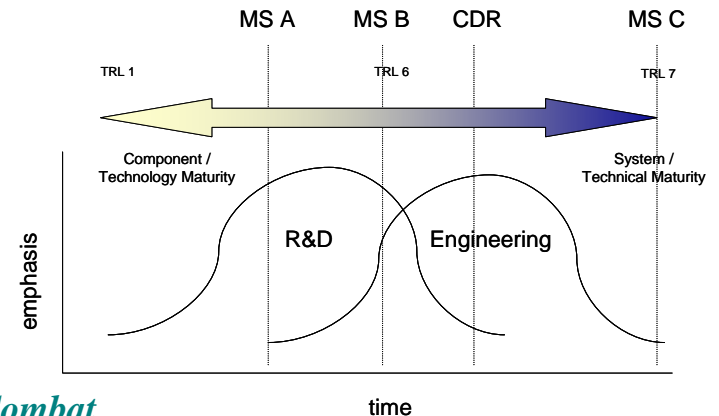 MS A MS B CDR MS C
TRL 1 TRL 6 TRL 7
Component / System /
Technology Maturity Technical Maturity
R&D Engineering
emphasis
time